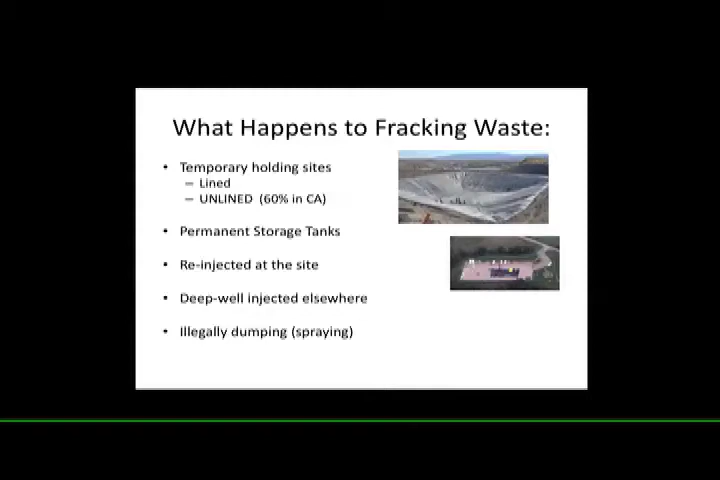 What Happens to Fracking Waste:
• Temporary holding sites
– Lined
– UNLINED (60% in CA)
• Permanent Storage Tanks
• Re-injected at the site
• Deep-well injected elsewhere
• Illegally dumping (spraying)